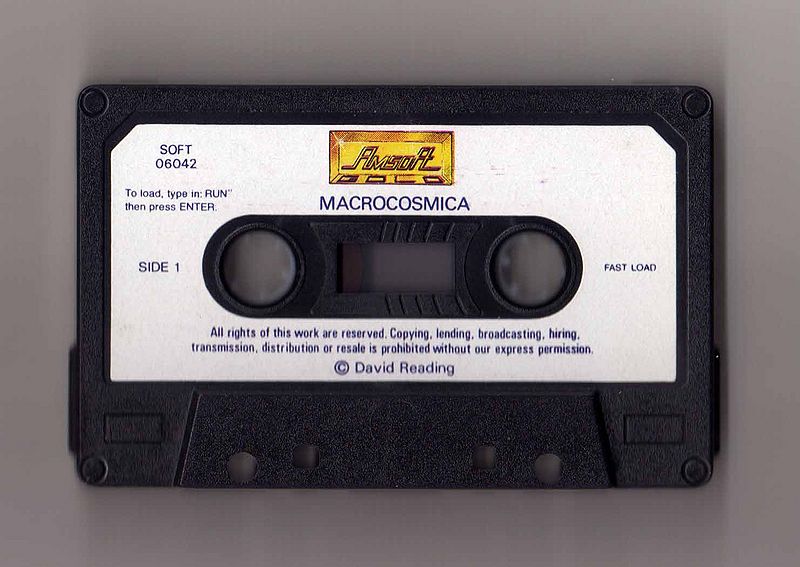 SOFT
06042
Amsoft
GOLD
To load, type in: RUN"
then press ENTER.
MACROCOSMICA
SIDE 1
FAST LOAD
All rights of this work are reserved. Copying, lending, broadcasting, hiring,
transmission, distribution or resale is prohibited without our express permission.
© David Reading